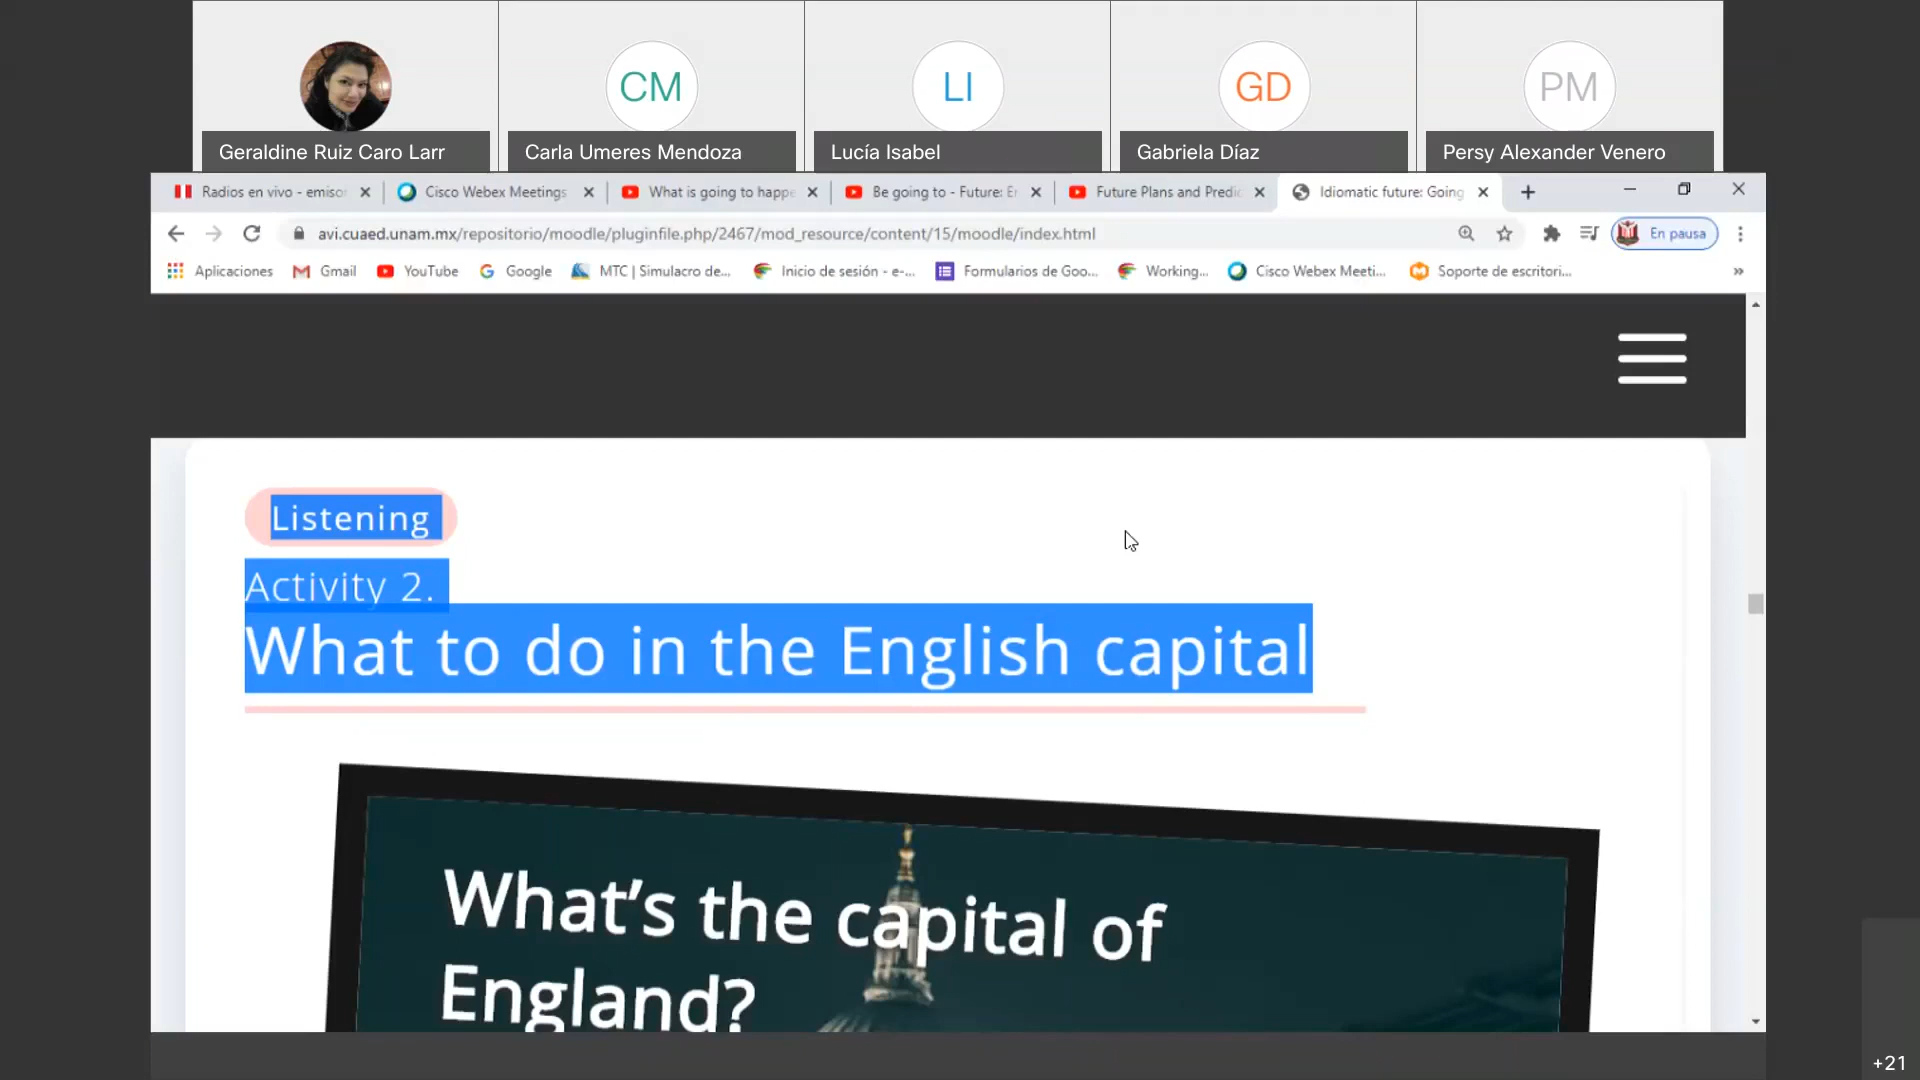 CM
LI
GD
PM
Geraldine Ruiz Caro Larr
Carla Umeres Mendoza
Lucía Isabel
Gabriela Díaz
Persy Alexander Venero
Radios en vivo - emiso
Cisco Webex Meetings
What is going to happe
Be going to - Future: E
Future Plans and Predi
Idiomatic future: Going
avi.cuaed.unam.mx/repositorio/moodle/pluginfile.php/2467/mod_resource/content/15/moodle/index.html
En pausa
Aplicaciones
Gmail
YouTube
Google
MTC | Simulacro de...
Inicio de sesión - e-...
Formularios de Goo...
Working...
Cisco Webex Meeti...
Soporte de escritori...
»
Listening
Activity 2.
What to do in the English capital
What's the capital of
England?
+21